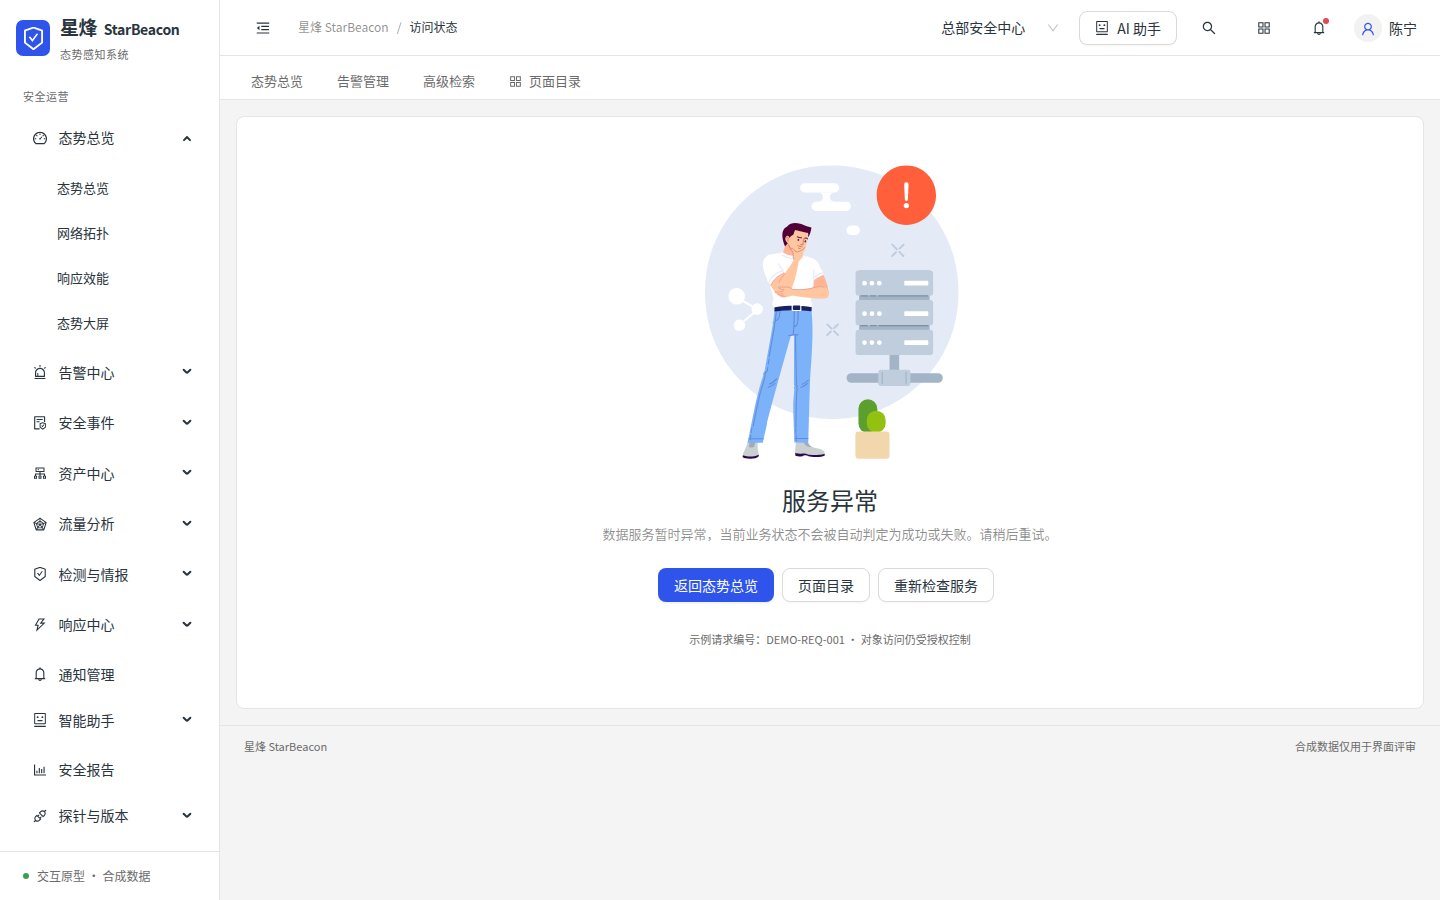 星烽 StarBeacon
态势感知系统
安全运营
态势总览
态势总览
网络拓扑
响应效能
态势大屏
告警中心
安全事件
资产中心
流量分析
检测与情报
响应中心
通知管理
智能助手
安全报告
探针与版本
交互原型 · 合成数据
星烽 StarBeacon / 访问状态
总部安全中心
AI 助手
陈宁
态势总览 告警管理 高级检索 页面目录
服务异常
数据服务暂时异常，当前业务状态不会被自动判定为成功或失败。请稍后重试。
返回态势总览 页面目录 重新检查服务
示例请求编号：DEMO-REQ-001 · 对象访问仍受授权控制
星烽 StarBeacon
合成数据仅用于界面评审